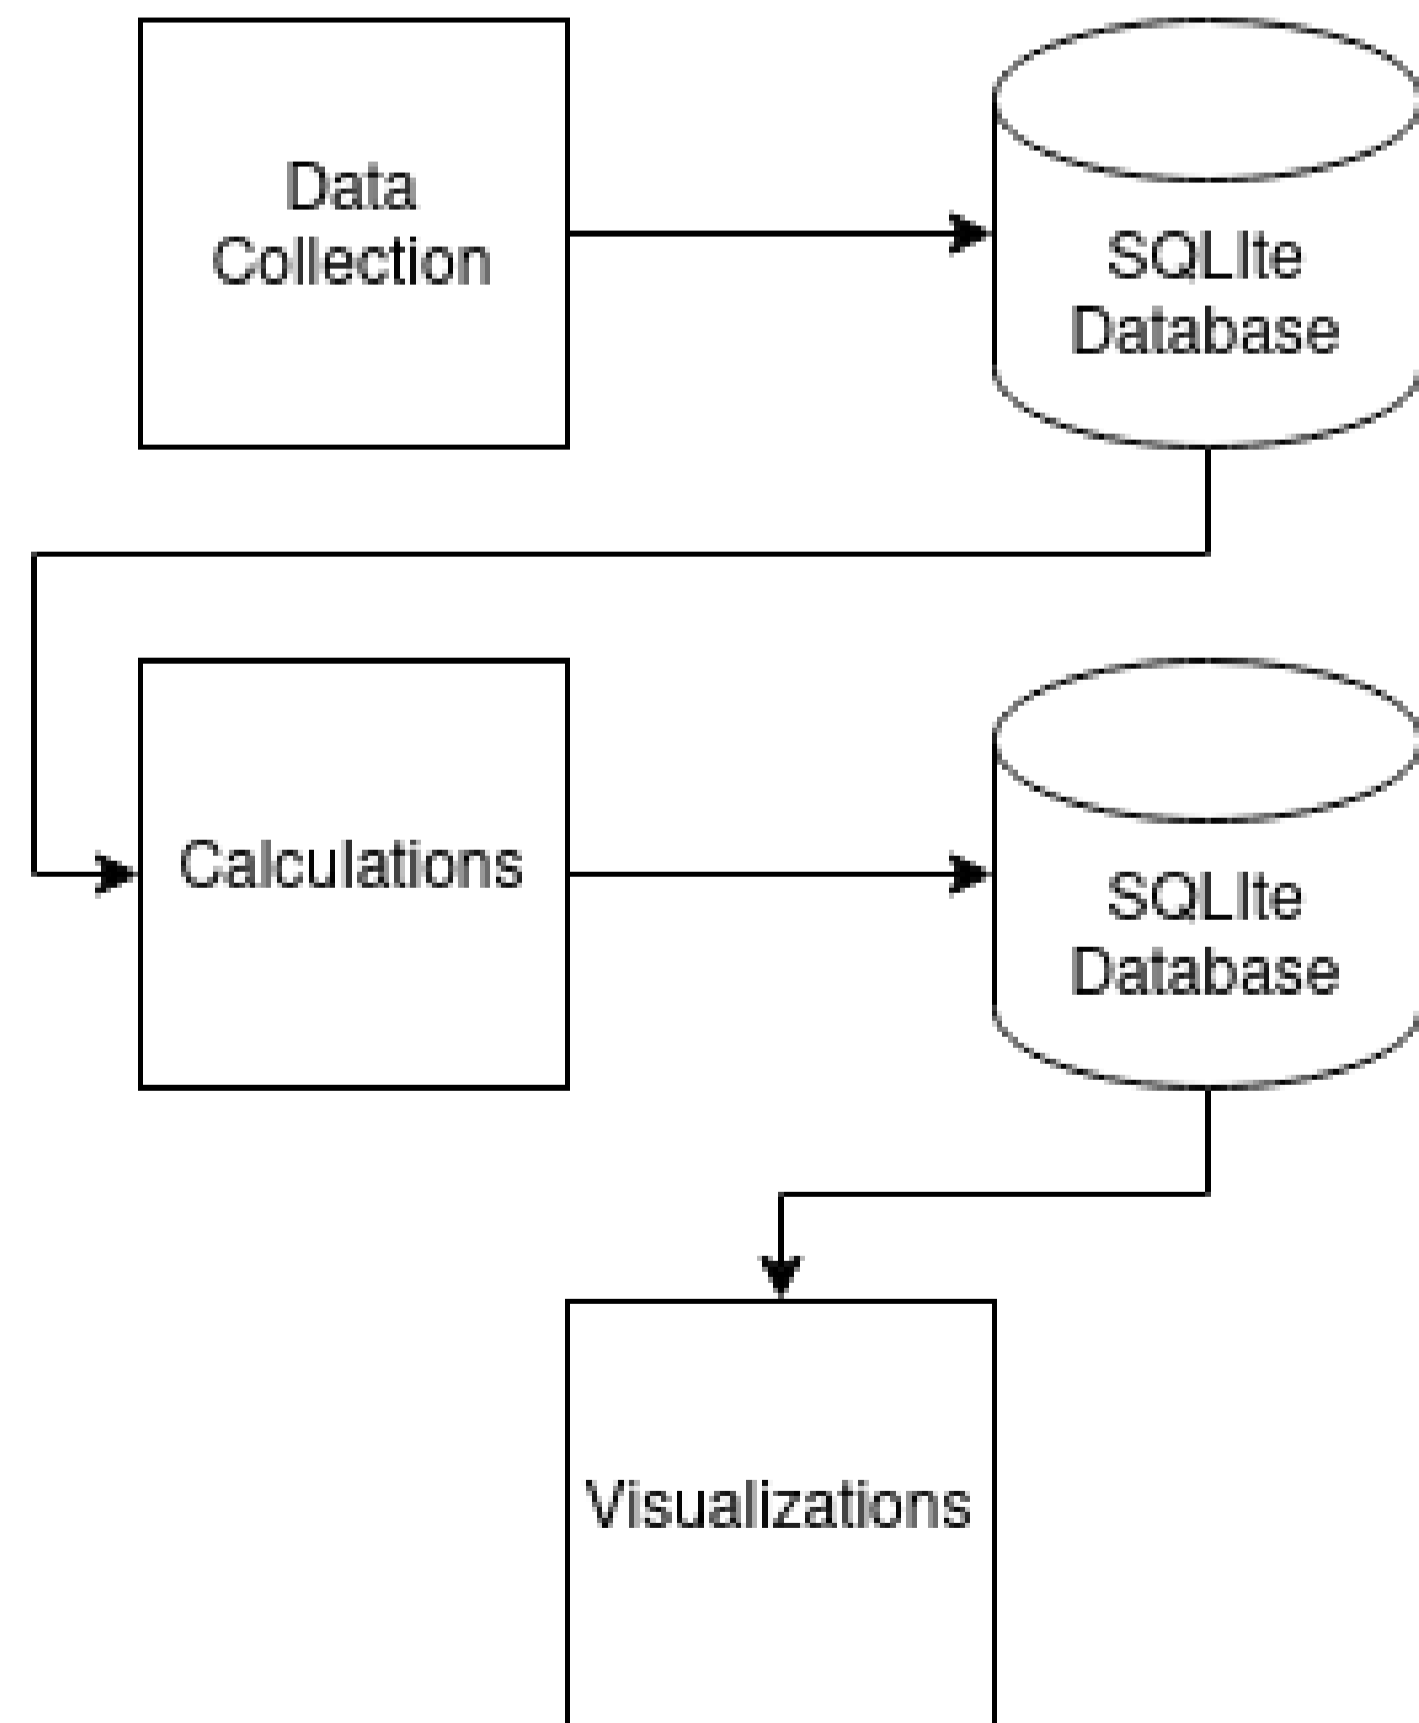 Data
Collection
SQLIte
Database
Calculations
SQLIte
Database
Visualizations